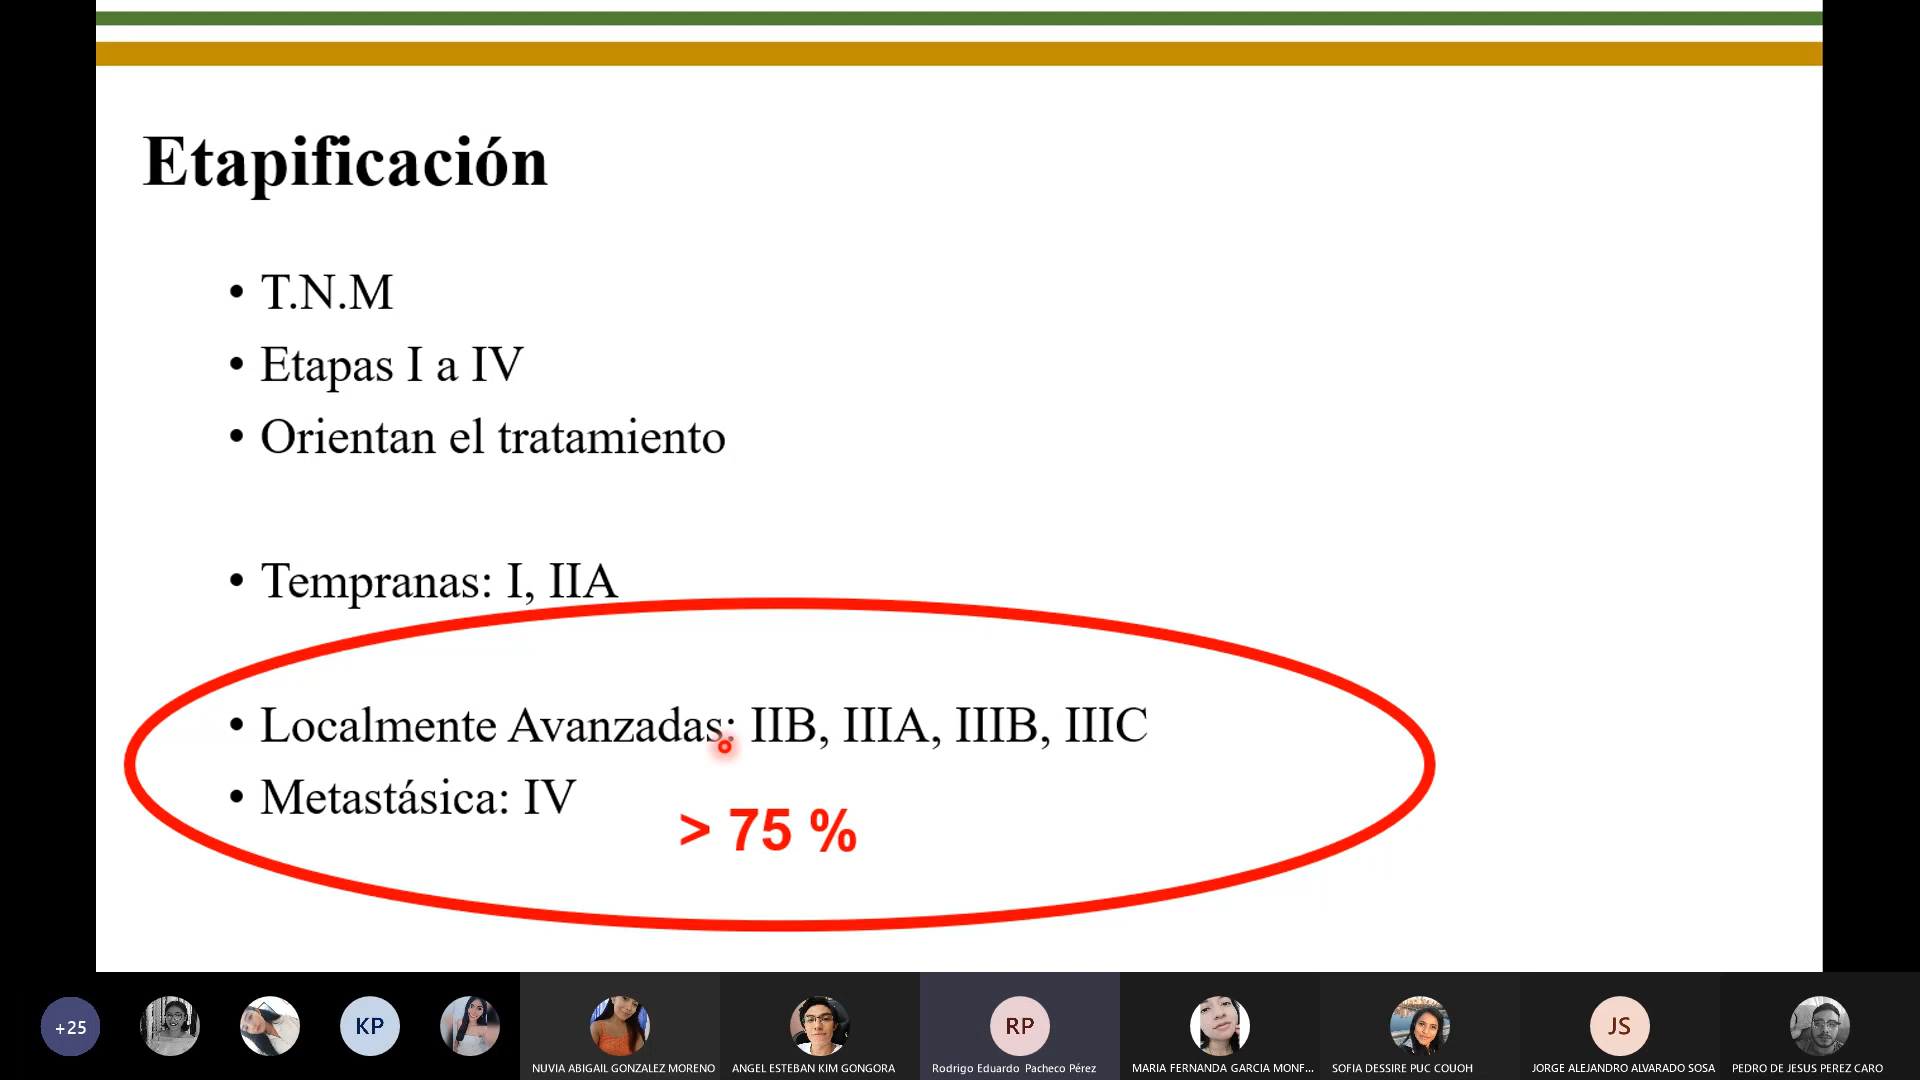 Etapificación
• T.N.M
• Etapas I a IV
• Orientan el tratamiento
• Tempranas: I, IIA
• Localmente Avanzadas: IIB, IIIA, IIIB, IIIC
• Metastásica: IV
> 75 %
+25
KP
RP
JS
NUVIA ABIGAIL GONZALEZ MORENO
ANGEL ESTEBAN KIM GONGORA
Rodrigo Eduardo Pacheco Pérez
MARIA FERNANDA GARCIA MONF...
SOFIA DESSIRE PUC COUOH
JORGE ALEJANDRO ALVARADO SOSA
PEDRO DE JESUS PEREZ CARO